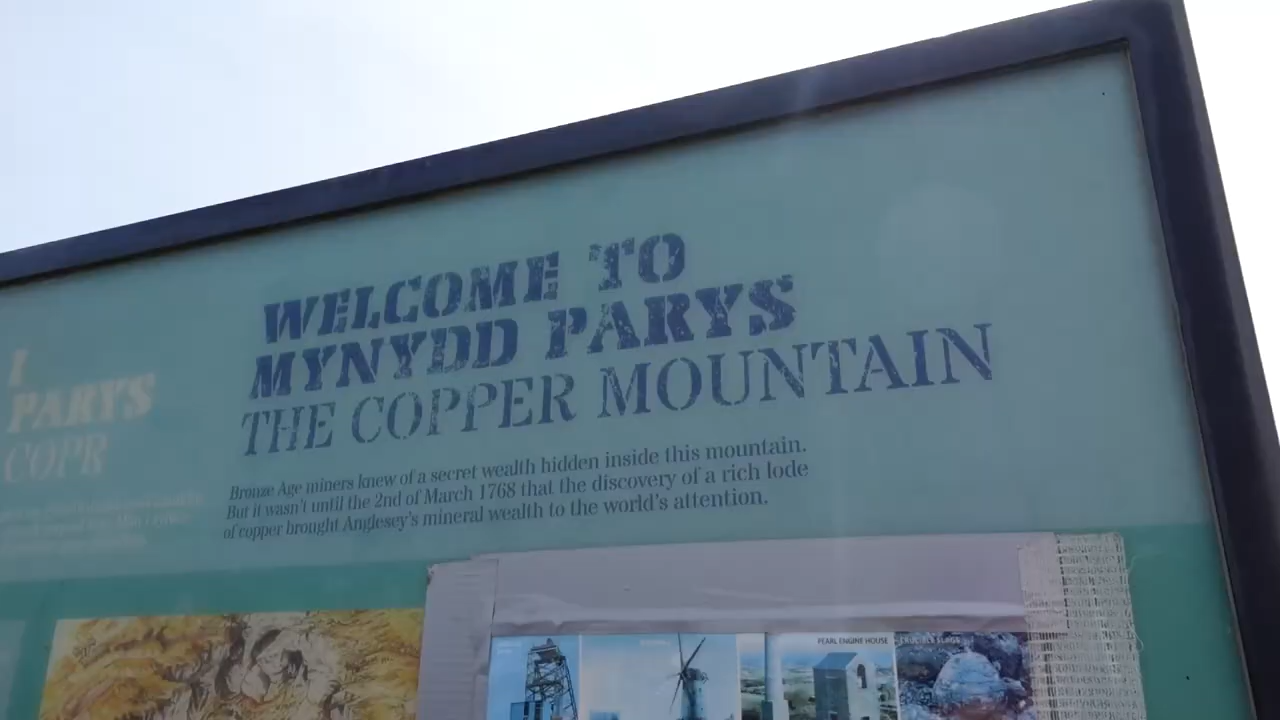 I
PARYS
COPR
WELCOME TO
MYNYDD PARYS
THE COPPER MOUNTAIN
Bronze Age miners knew of a secret wealth hidden inside this mountain.
But it wasn't until the 2nd of March 1768 that the discovery of a rich lode
of copper brought Anglesey's mineral wealth to the world's attention.
PEARL ENGINE HOUSE